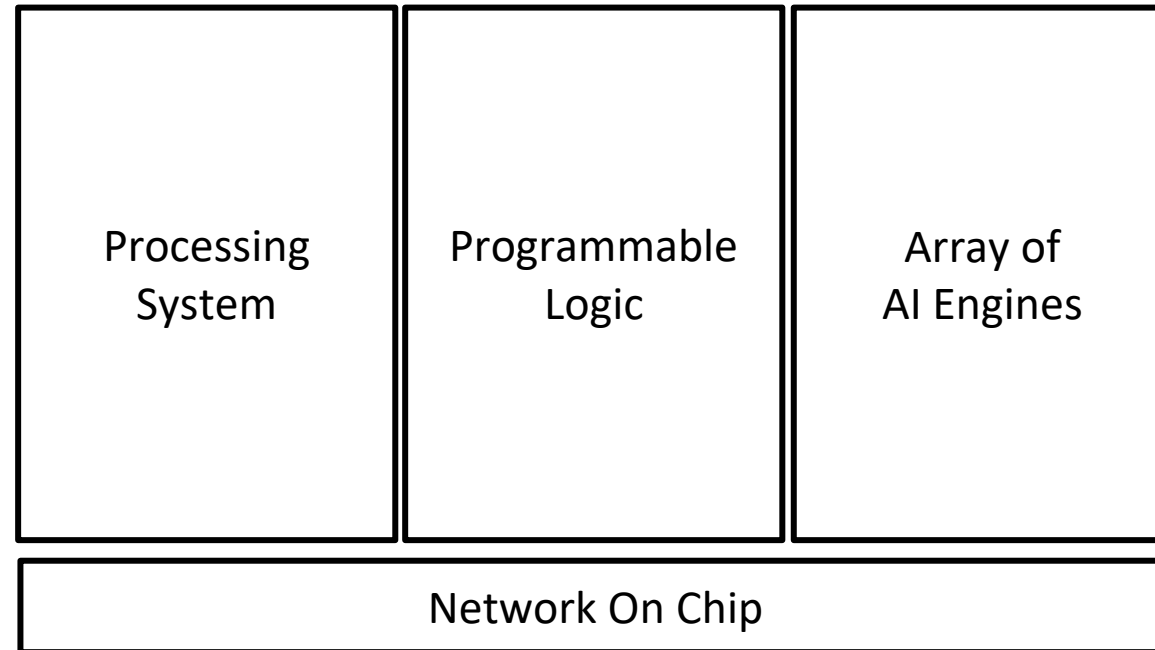 Processing
System
Programmable
Logic
Array of
AI Engines
Network On Chip